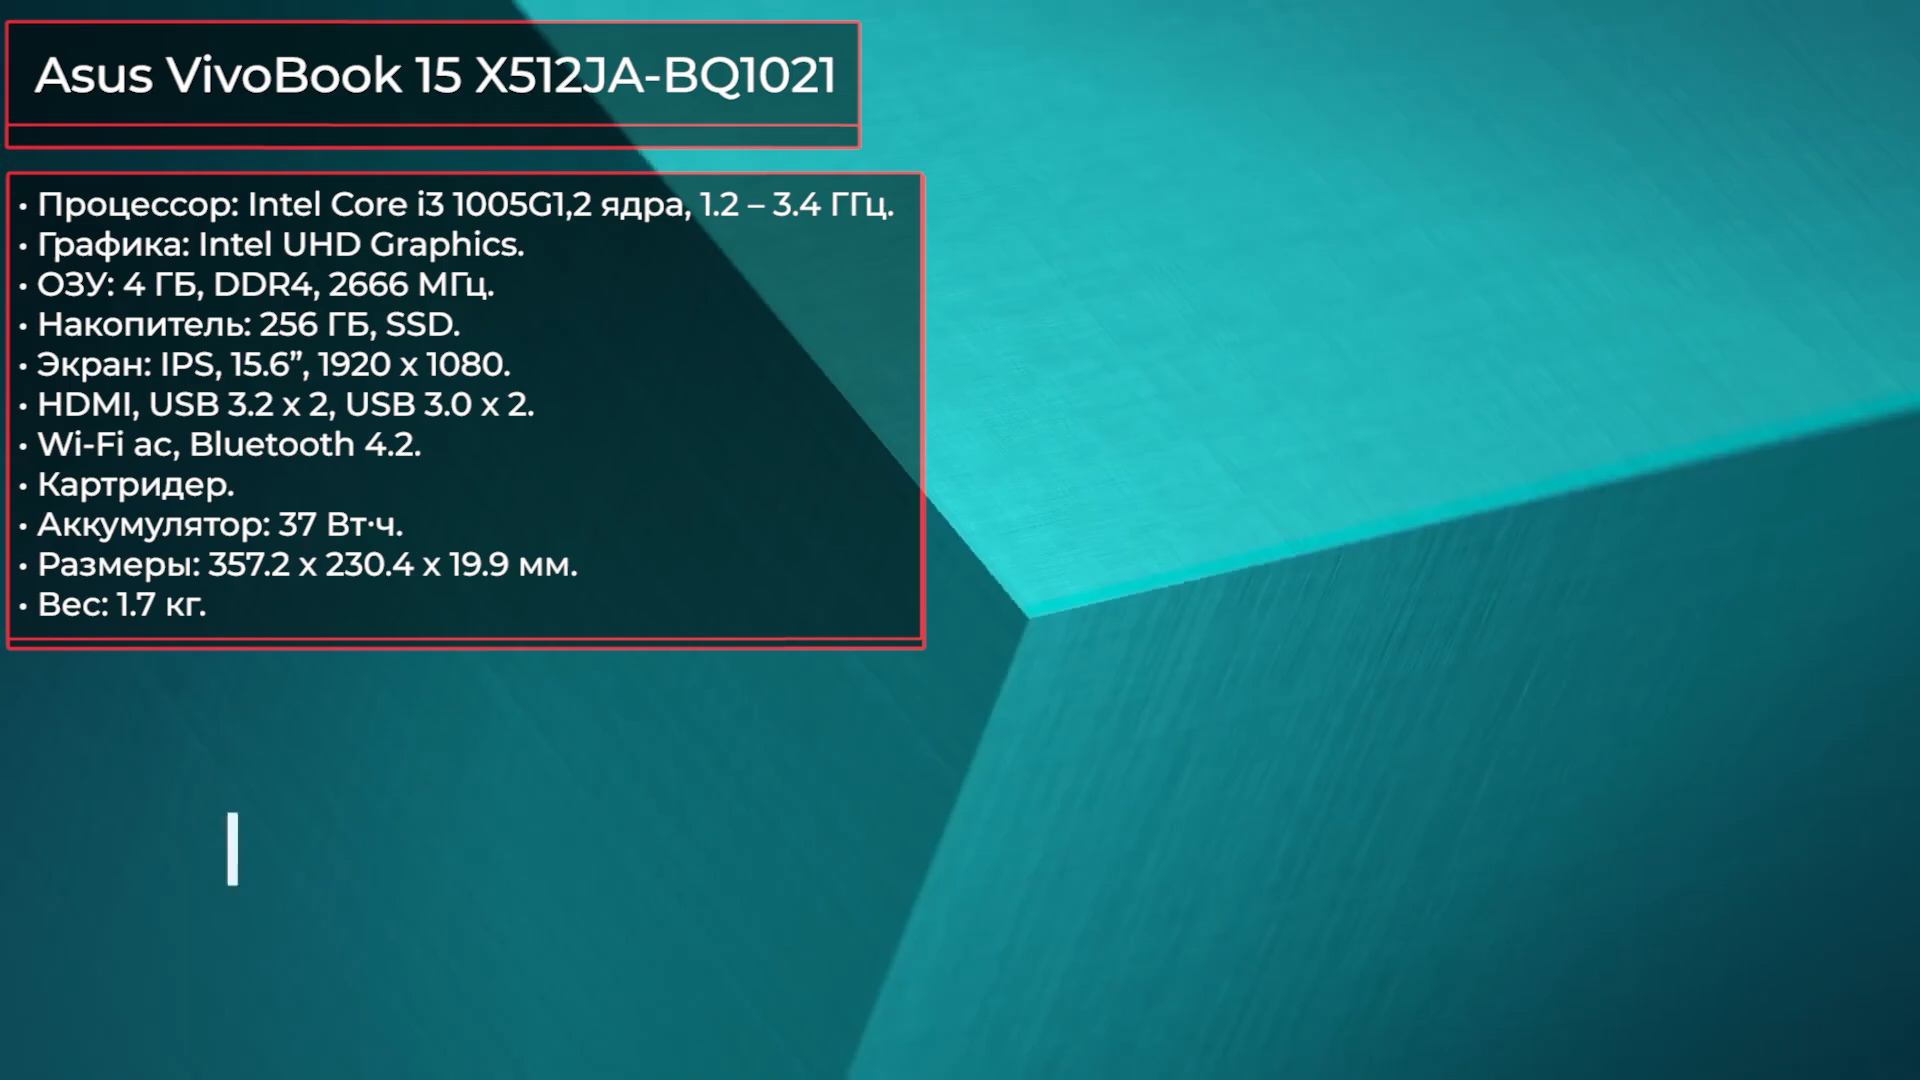 Asus VivoBook 15 X512JA-BQ1021
• Процессор: Intel Core i3 1005G1,2 ядра, 1.2 – 3.4 ГГц.
• Графика: Intel UHD Graphics.
• ОЗУ: 4 ГБ, DDR4, 2666 МГц.
• Накопитель: 256 ГБ, SSD.
• Экран: IPS, 15.6”, 1920 x 1080.
• HDMI, USB 3.2 x 2, USB 3.0 x 2.
• Wi-Fi ac, Bluetooth 4.2.
• Картридер.
• Аккумулятор: 37 Вт·ч.
• Размеры: 357.2 x 230.4 x 19.9 мм.
• Вес: 1.7 кг.